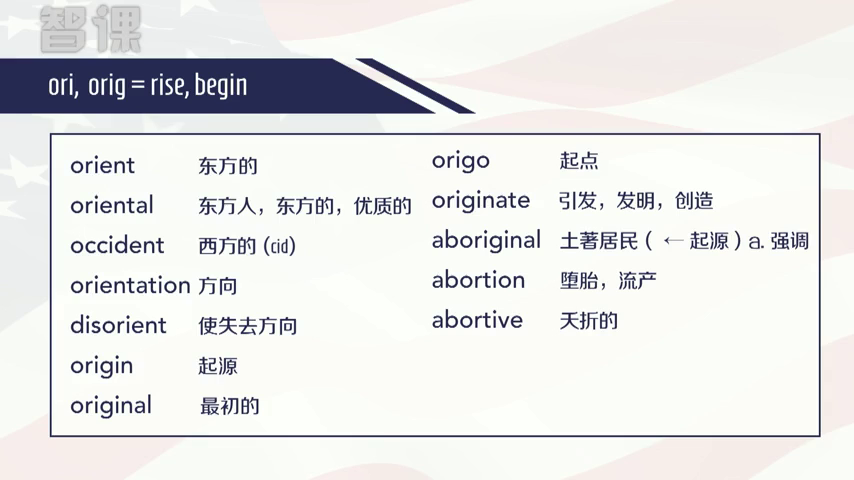 智课
ori, orig = rise, begin
orient 东方的
oriental 东方人，东方的，优质的
occident 西方的 (cid)
orientation 方向
disorient 使失去方向
origin 起源
original 最初的
origo 起点
originate 引发，发明，创造
aboriginal 土著居民（ ← 起源）a. 强调
abortion 堕胎，流产
abortive 夭折的